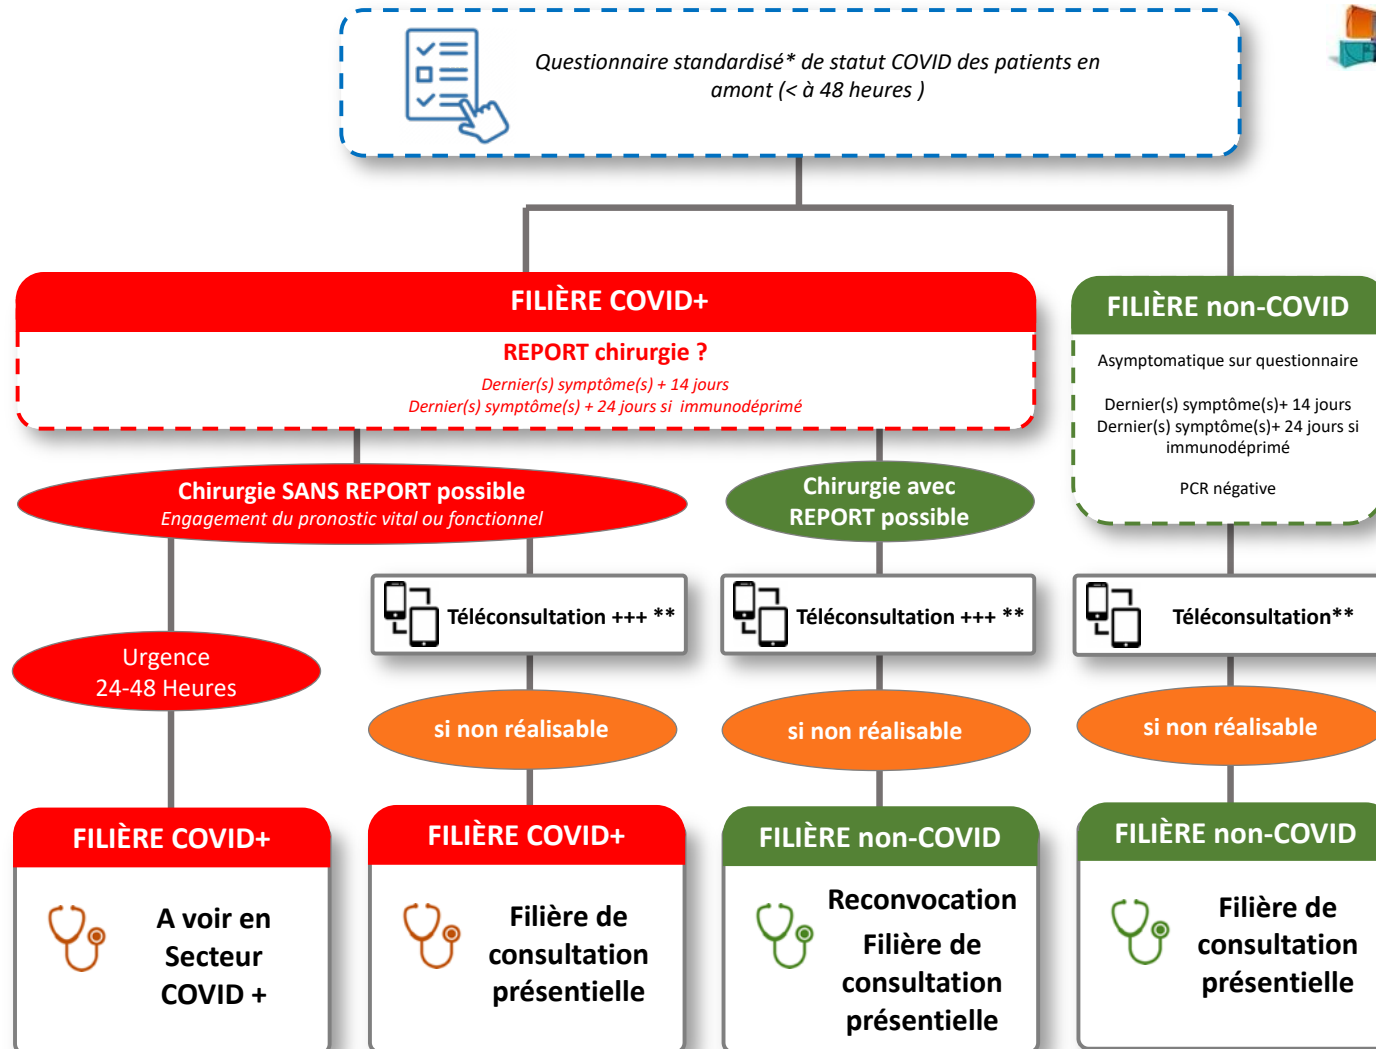 Questionnaire standardisé* de statut COVID des patients en
amont (< à 48 heures )
FILIÈRE COVID+
REPORT chirurgie ?
Dernier(s) symptôme(s) + 14 jours
Dernier(s) symptôme(s) + 24 jours si immunodéprimé
FILIÈRE non-COVID
Asymptomatique sur questionnaire
Dernier(s) symptôme(s)+ 14 jours
Dernier(s) symptôme(s)+ 24 jours si
immunodéprimé
PCR négative
Chirurgie SANS REPORT possible
Engagement du pronostic vital ou fonctionnel
Chirurgie avec
REPORT possible
Téléconsultation +++ **
Téléconsultation +++ **
Téléconsultation**
Urgence
24-48 Heures
si non réalisable
si non réalisable
si non réalisable
FILIÈRE COVID+
A voir en
Secteur
COVID +
FILIÈRE COVID+
Filière de
consultation
présentielle
FILIÈRE non-COVID
Reconvocation
Filière de
consultation
présentielle
FILIÈRE non-COVID
Filière de
consultation
présentielle